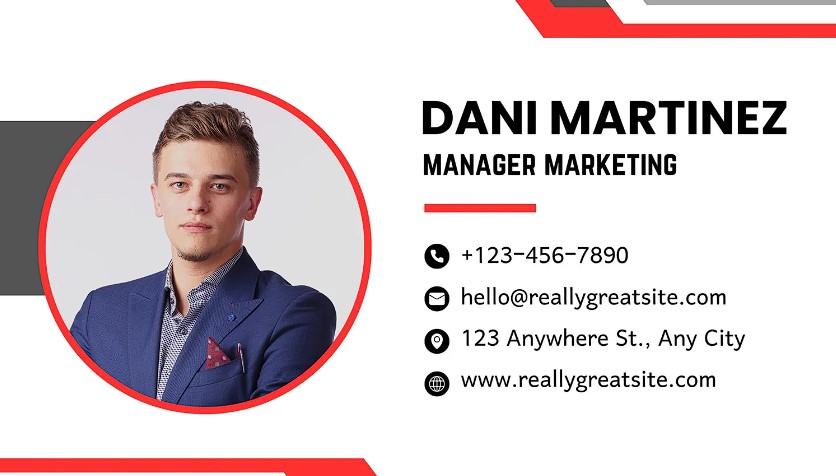 DANI MARTINEZ
MANAGER MARKETING
+123-456-7890
hello@reallygreatsite.com
123 Anywhere St., Any City
www.reallygreatsite.com